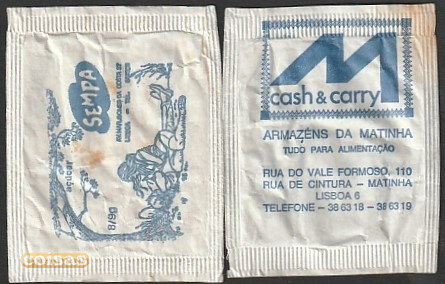 SEMPA
açúcar
8/9g
coisas
M
cash & carry
ARMAZÉNS DA MATINHA
TUDO PARA ALIMENTAÇÃO
RUA DO VALE FORMOSO, 110
RUA DE CINTURA - MATINHA
LISBOA 6
TELEFONE - 38 63 18 - 38 63 19